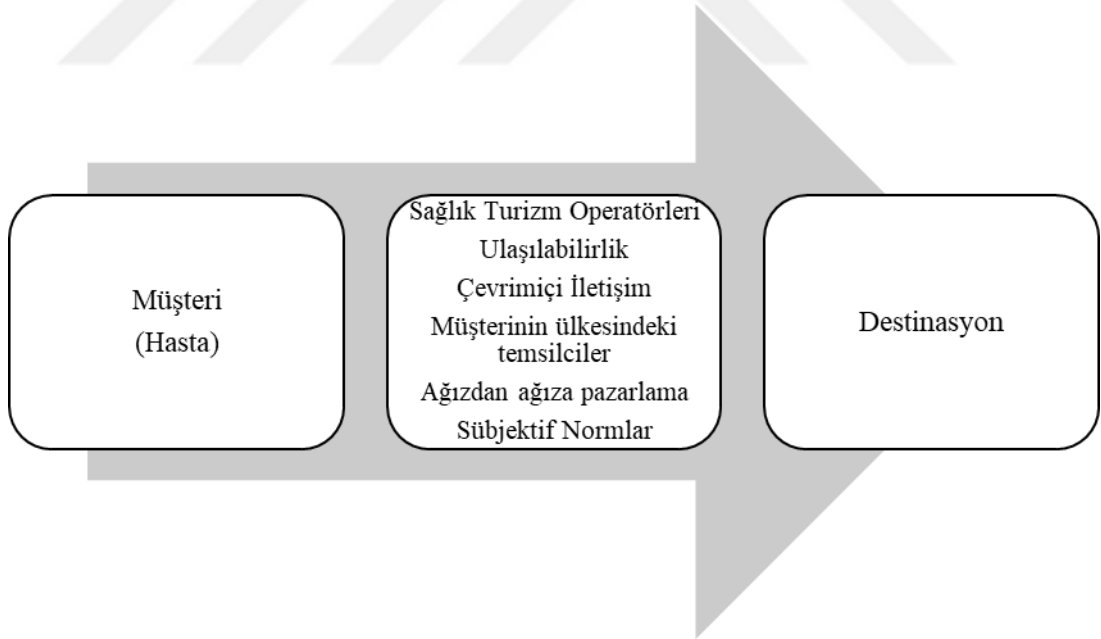 Müşteri
(Hasta)
Sağlık Turizm Operatörleri
Ulaşılabilirlik
Çevrimiçi İletişim
Müşterinin ülkesindeki
temsilciler
Ağızdan ağıza pazarlama
Sübjektif Normlar
Destinasyon